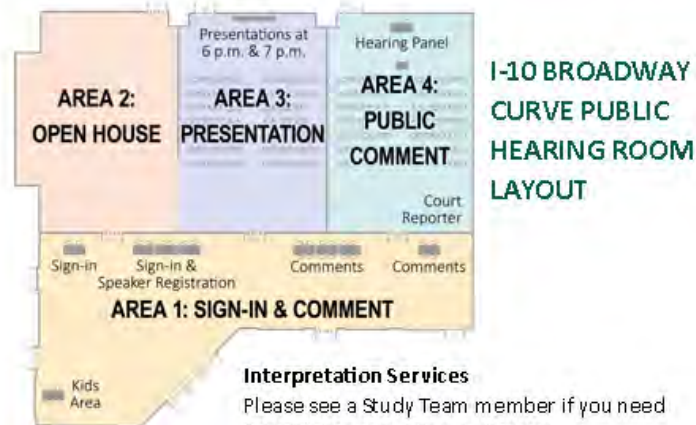 Presentations at
6 p.m. & 7 p.m.
Hearing Panel
AREA 2:
OPEN HOUSE
AREA 3:
PRESENTATION
AREA 4:
PUBLIC
COMMENT
Court
Reporter
I-10 BROADWAY
CURVE PUBLIC
HEARING ROOM
LAYOUT
Sign-in
Sign-in &
Speaker Registration
Comments
Comments
AREA 1: SIGN-IN & COMMENT
Kids
Area
Interpretation Services
Please see a Study Team member if you need